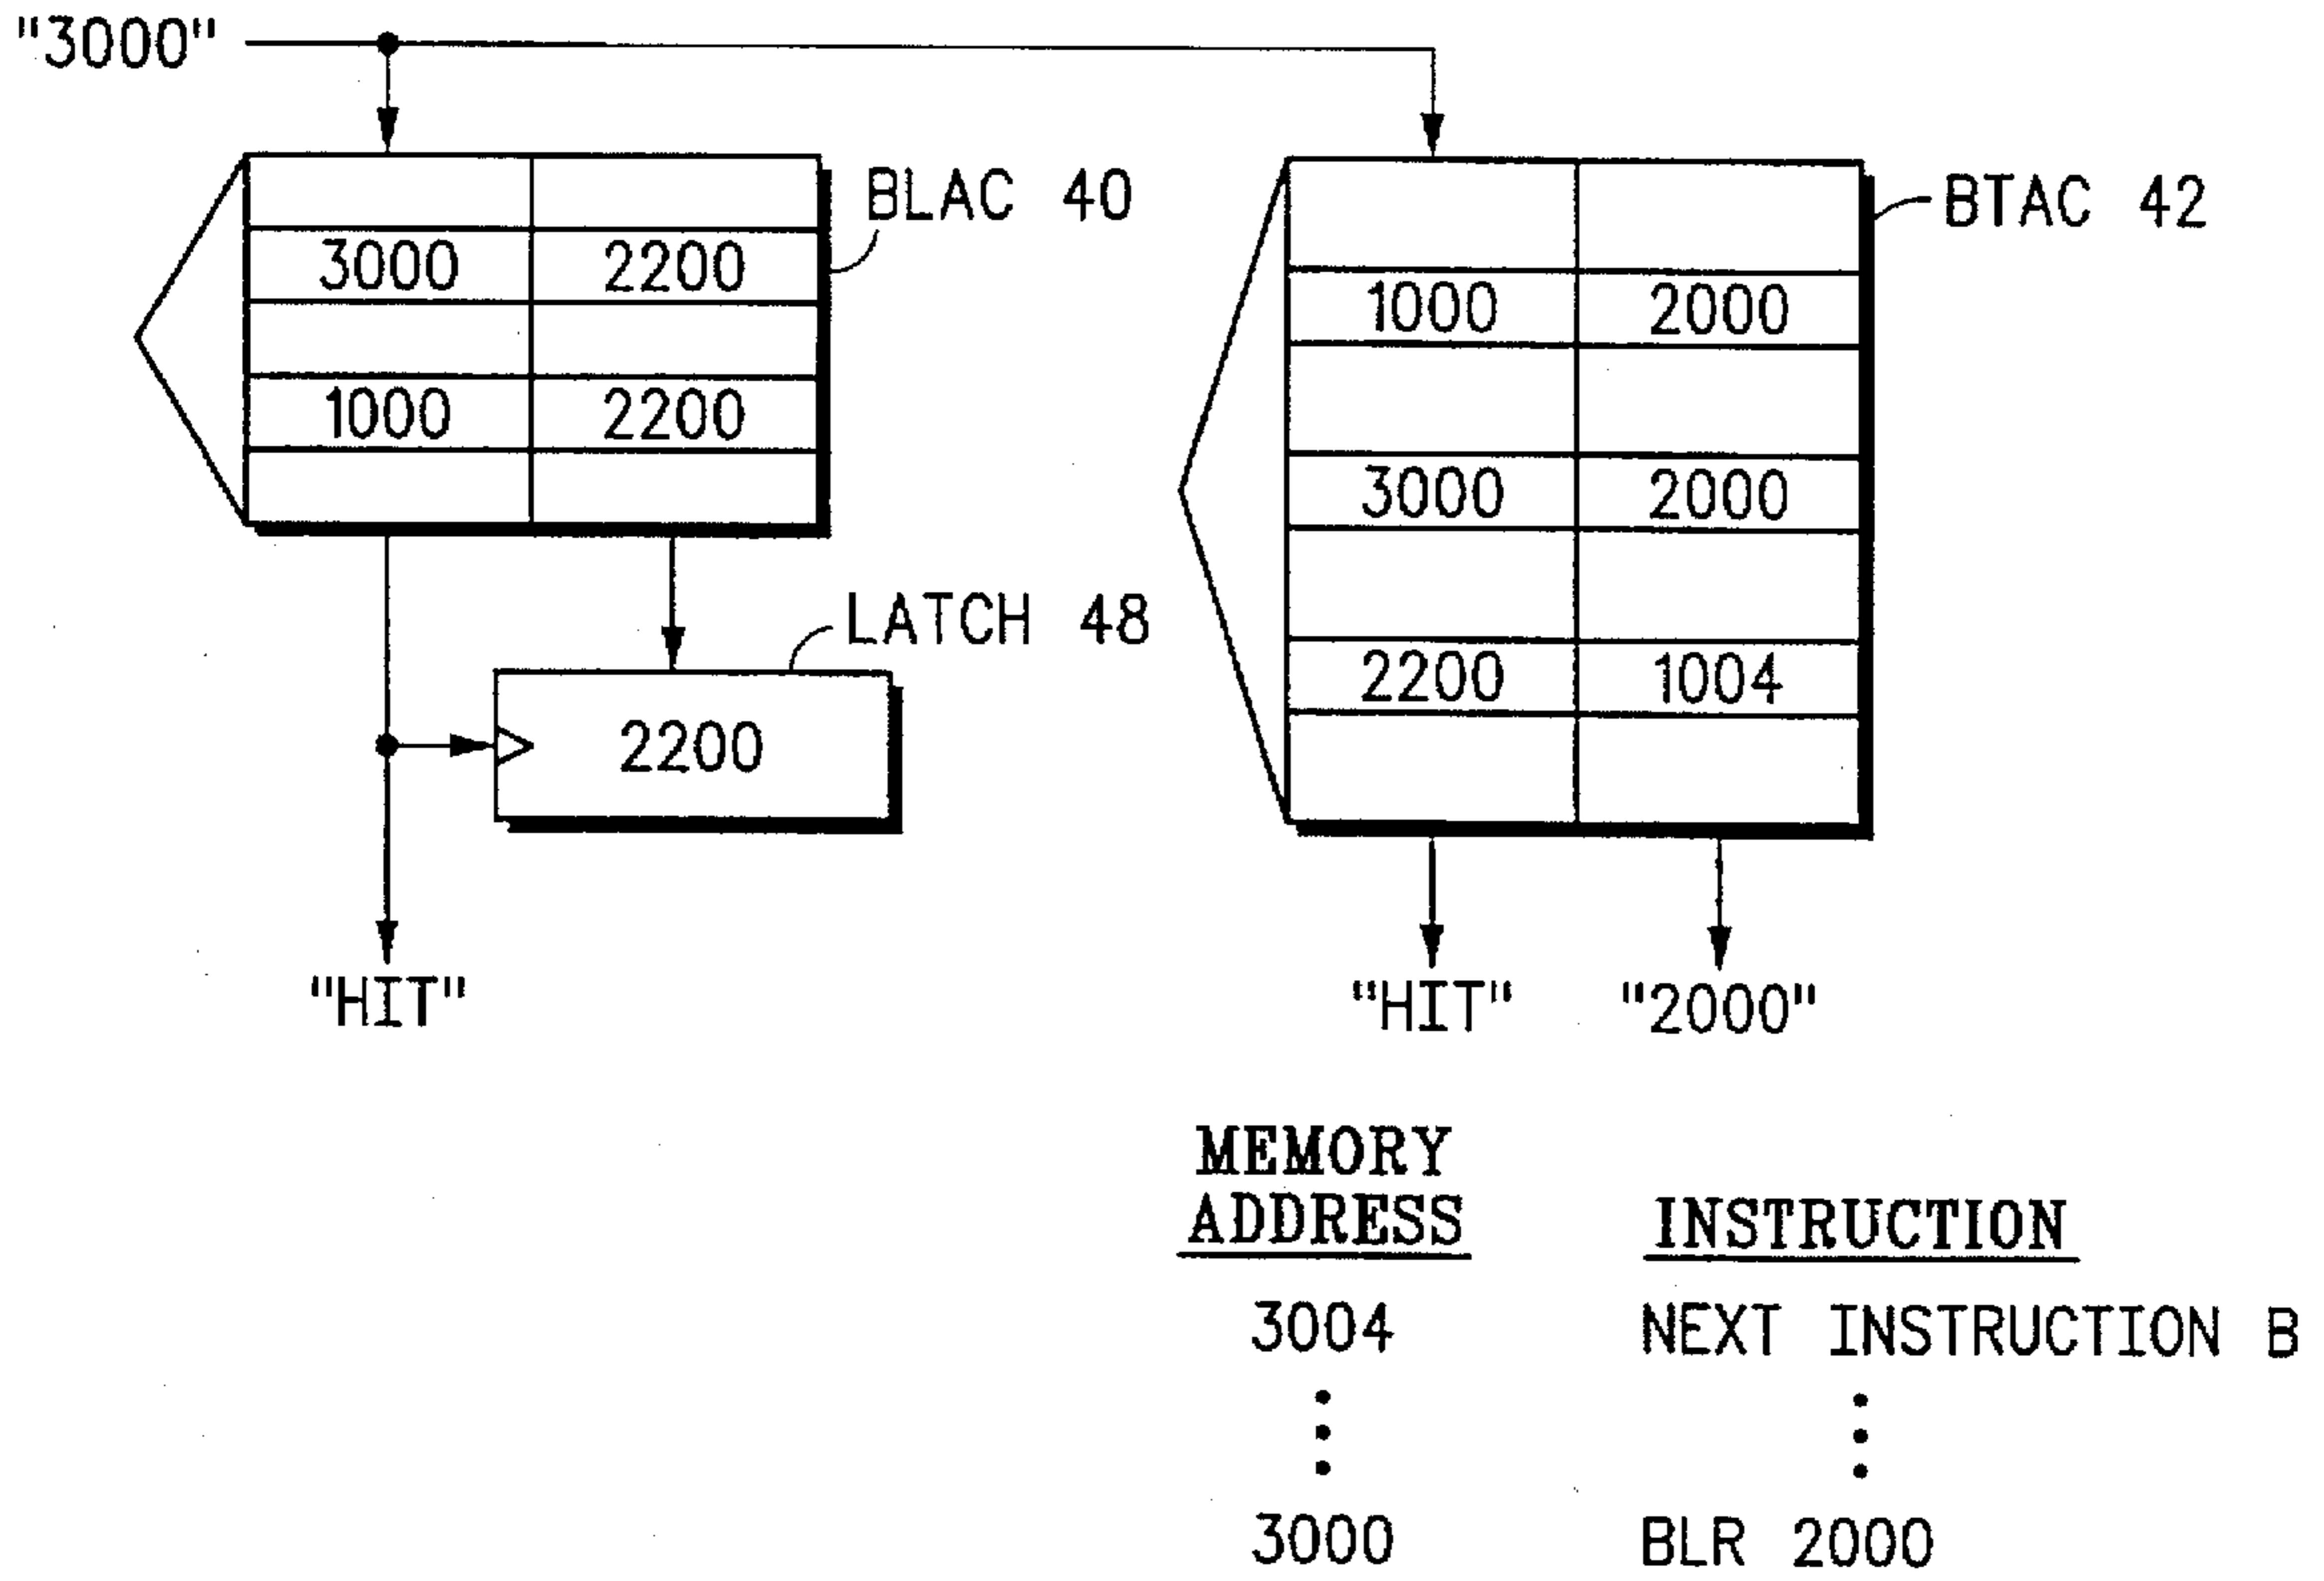 "3000"
BLAC 40
BTAC 42
3000 2200
1000 2200
1000 2000
3000 2000
2200 1004
LATCH 48
2200
"HIT"
"HIT" "2000"
MEMORY
ADDRESS INSTRUCTION
3004 NEXT INSTRUCTION B
3000 BLR 2000